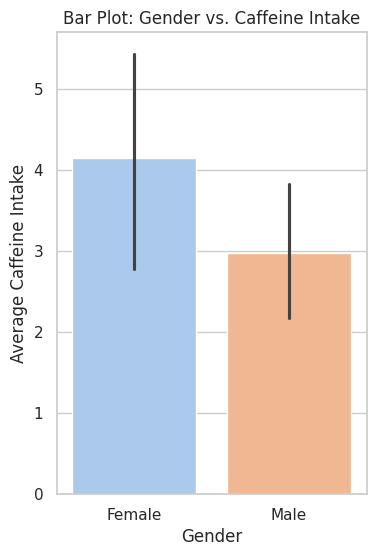 Bar Plot: Gender vs. Caffeine Intake
5
4
3
2
1
0
Average Caffeine Intake
Female
Male
Gender